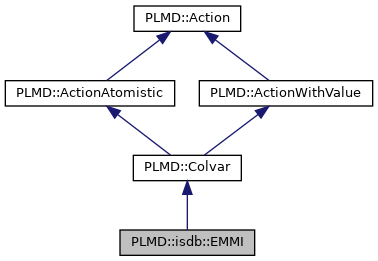 PLMD::Action
PLMD::ActionAtomistic
PLMD::ActionWithValue
PLMD::Colvar
PLMD::isdb::EMMI